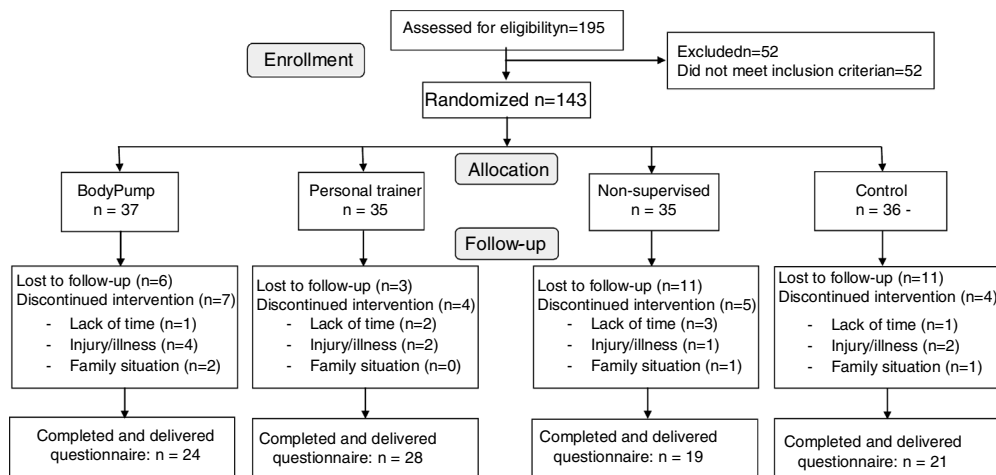 Assessed for eligibilityn=195
Enrollment
Excludedn=52
Did not meet inclusion criterian=52
Randomized n=143
Allocation
BodyPump
n = 37
Personal trainer
n = 35
Non-supervised
n = 35
Control
n = 36 -
Follow-up
Lost to follow-up (n=6)
Discontinued intervention (n=7)
- Lack of time (n=1)
- Injury/illness (n=4)
- Family situation (n=2)
Lost to follow-up (n=3)
Discontinued intervention (n=4)
- Lack of time (n=2)
- Injury/illness (n=2)
- Family situation (n=0)
Lost to follow-up (n=11)
Discontinued intervention (n=5)
- Lack of time (n=3)
- Injury/illness (n=1)
- Family situation (n=1)
Lost to follow-up (n=11)
Discontinued intervention (n=4)
- Lack of time (n=1)
- Injury/illness (n=2)
- Family situation (n=1)
Completed and delivered
questionnaire: n = 24
Completed and delivered
questionnaire: n = 28
Completed and delivered
questionnaire: n = 19
Completed and delivered
questionnaire: n = 21